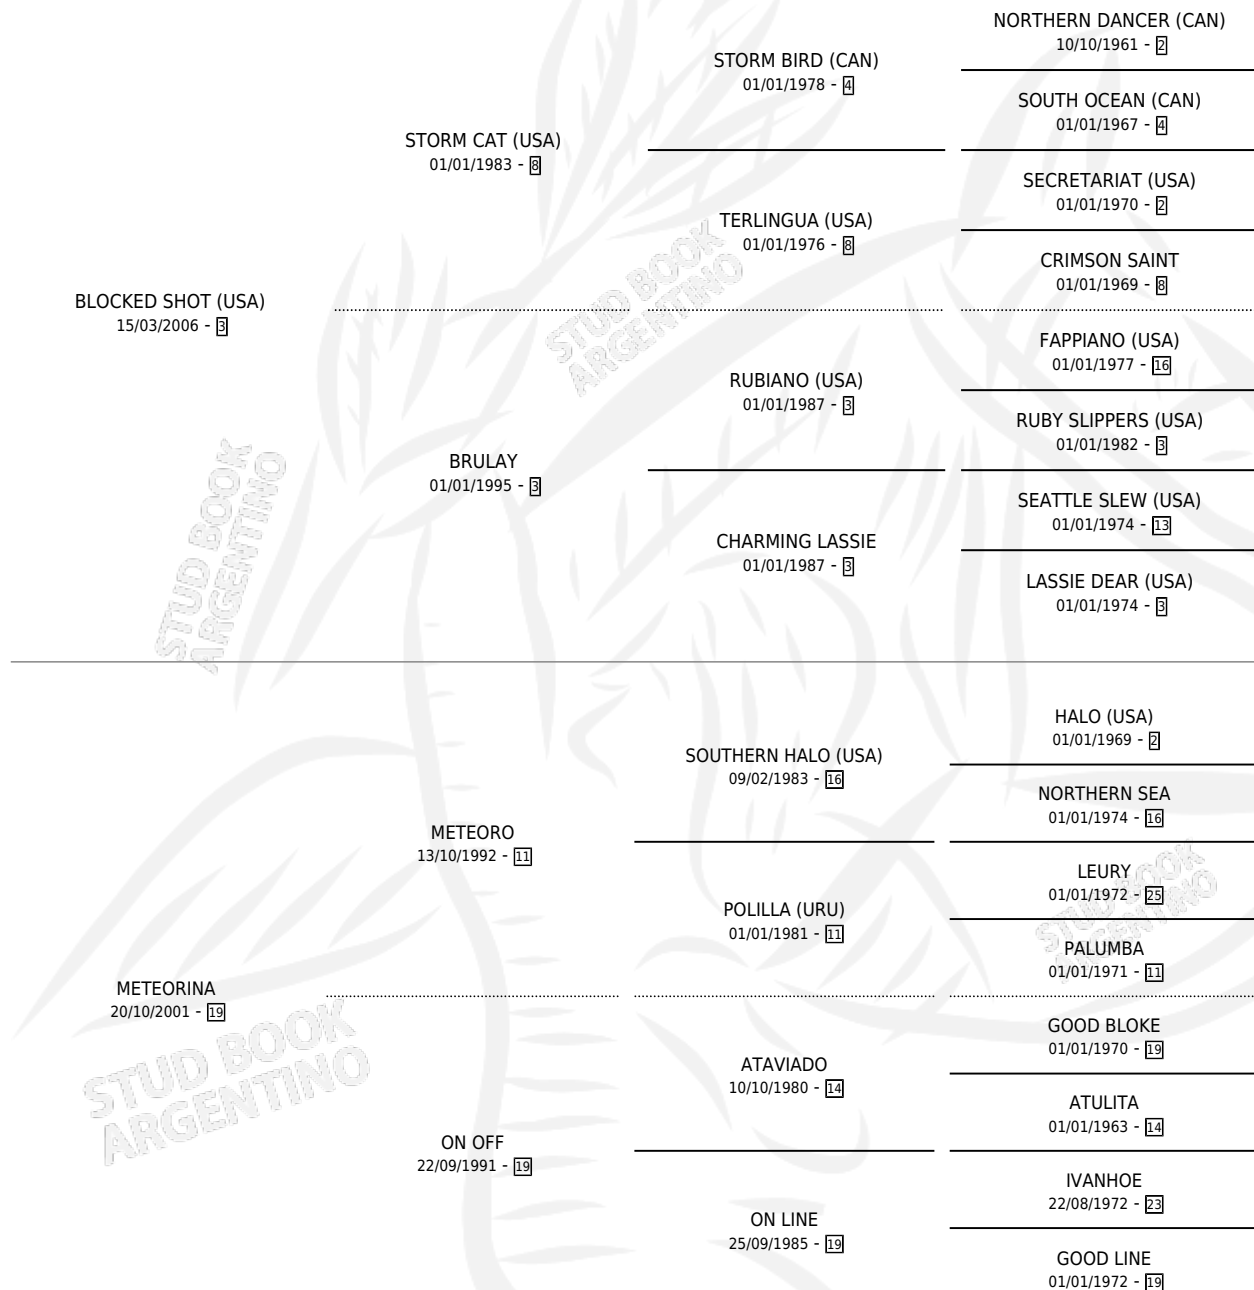 NORTHERN DANCER (CAN)
10/10/1961 - 2
STORM BIRD (CAN)
01/01/1978 - 4
SOUTH OCEAN (CAN)
01/01/1967 - 4
STORM CAT (USA)
01/01/1983 - 8
SECRETARIAT (USA)
01/01/1970 - 2
TERLINGUA (USA)
01/01/1976 - 8
CRIMSON SAINT
01/01/1969 - 8
BLOCKED SHOT (USA)
15/03/2006 - 3
FAPPIANO (USA)
01/01/1977 - 16
RUBIANO (USA)
01/01/1987 - 3
RUBY SLIPPERS (USA)
01/01/1982 - 3
BRULAY
01/01/1995 - 3
SEATTLE SLEW (USA)
01/01/1974 - 13
CHARMING LASSIE
01/01/1987 - 3
LASSIE DEAR (USA)
01/01/1974 - 3
HALO (USA)
01/01/1969 - 2
SOUTHERN HALO (USA)
09/02/1983 - 16
NORTHERN SEA
01/01/1974 - 16
METEORO
13/10/1992 - 11
LEURY
01/01/1972 - 25
POLILLA (URU)
01/01/1981 - 11
PALUMBA
01/01/1971 - 11
METEORINA
20/10/2001 - 19
GOOD BLOKE
01/01/1970 - 19
ATAVIADO
10/10/1980 - 14
ATULITA
01/01/1963 - 14
ON OFF
22/09/1991 - 19
IVANHOE
22/08/1972 - 23
ON LINE
25/09/1985 - 19
GOOD LINE
01/01/1972 - 19
STUD BOOK
ARGENTINO
STUD BOOK
ARGENTINO
STUD BOOK
ARGENTINO
STUD BOOK
ARGENTINO